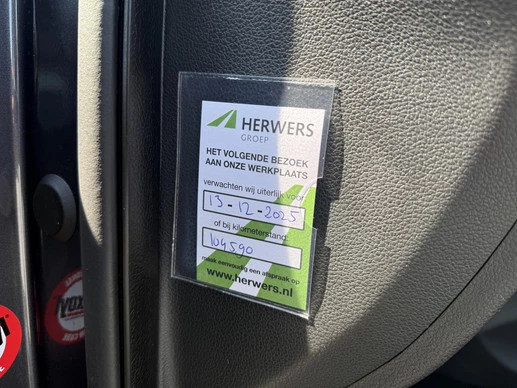 HERWERS
GROEP
HET VOLGENDE BEZOEK
AAN ONZE WERKPLAATS
verwachten wij uiterlijk voor
13-12-2025
of bij kilometerstand:
104590
maak eenvoudig een afspraak op
www.herwers.nl